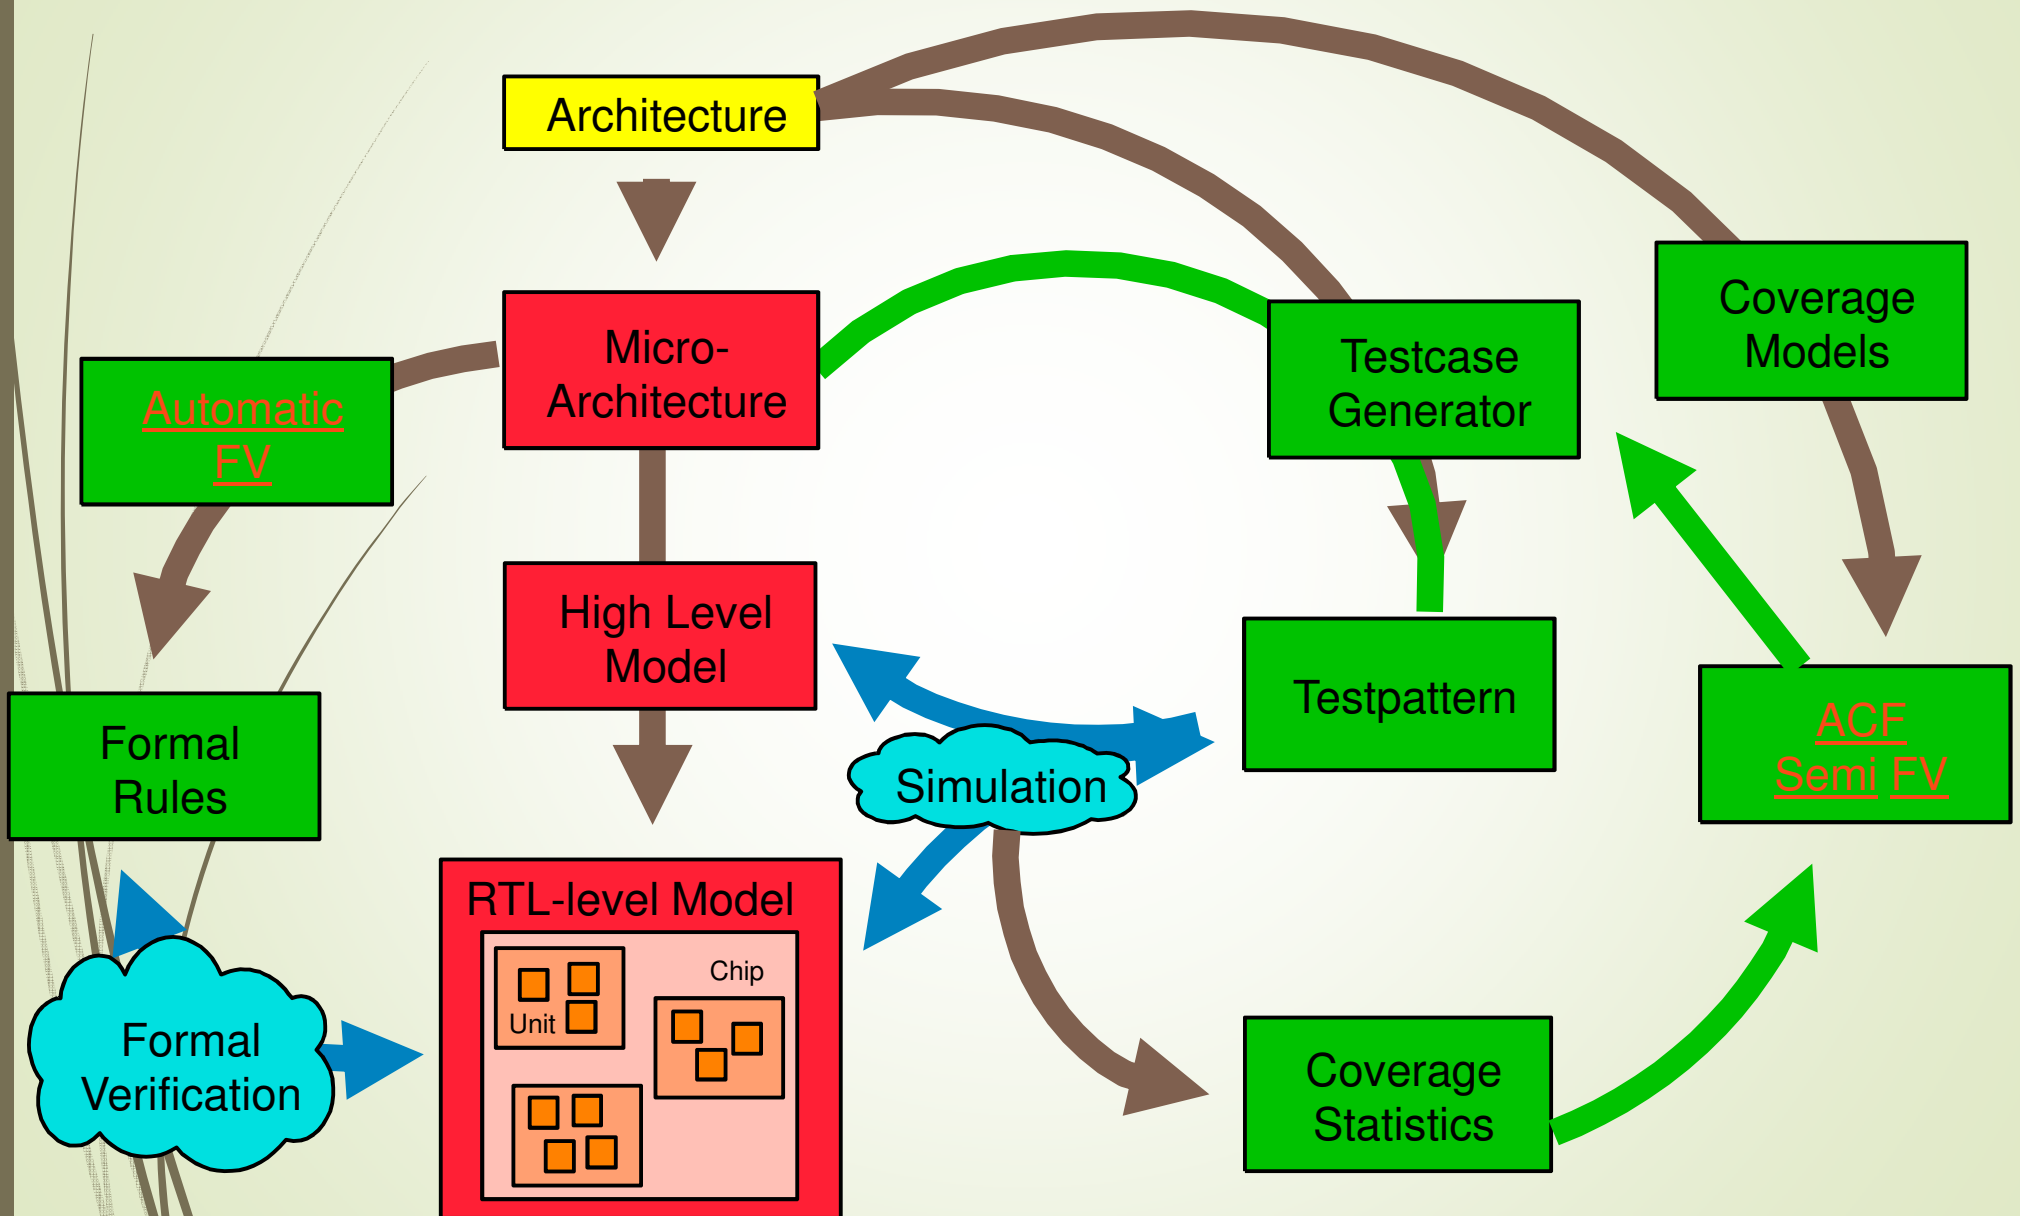 Architecture
Micro-
Architecture
Automatic
FV
Testcase
Generator
Coverage
Models
High Level
Model
Testpattern
Formal
Rules
Simulation
ACF
Semi FV
RTL-level Model
Chip
Unit
Formal
Verification
Coverage
Statistics